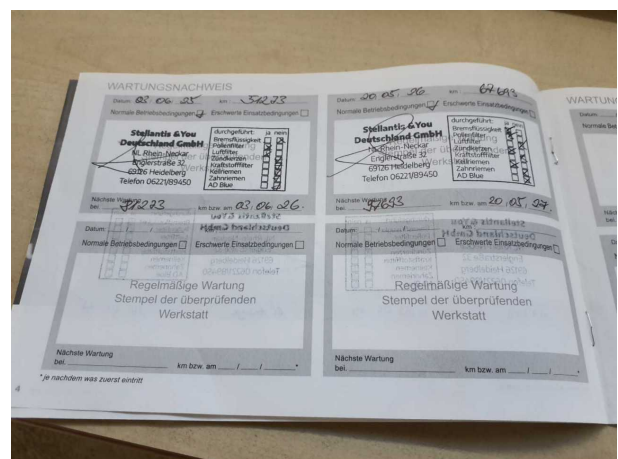 WARTUNGSNACHWEIS
Datum 03. 06. 25 km 51273
Normale Betriebsbedingungen Erschwerte Einsatzbedingungen
Stellantis &You
Deutschland GmbH
NL Rhein-Neckar
Englerstraße 32
69126 Heidelberg
Telefon 06221/89450
durchgeführt: ja nein
Bremsflüssigkeit
Pollenfilter
Luftfilter
Zündkerzen
Kraftstofffilter
Keilriemen
Zahnriemen
AD Blue
Nächste Wartung
bei km bzw. am 03. 06. 26.
Datum 20. 05. 26 km 67693
Normale Betriebsbedingungen Erschwerte Einsatzbedingungen
Stellantis &You
Deutschland GmbH
NL Rhein-Neckar
Englerstraße 32
69126 Heidelberg
Telefon 06221/89450
durchgeführt: ja nein
Bremsflüssigkeit
Pollenfilter
Luftfilter
Zündkerzen
Kraftstofffilter
Keilriemen
Zahnriemen
AD Blue
Nächste Wartung
bei km bzw. am 20. 05. 27
Datum: / / km
Normale Betriebsbedingungen Erschwerte Einsatzbedingungen
Regelmäßige Wartung
Stempel der überprüfenden
Werkstatt
Nächste Wartung
bei. km bzw. am / / *
Datum: / / km
Normale Betriebsbedingungen Erschwerte Einsatzbedingungen
Regelmäßige Wartung
Stempel der überprüfenden
Werkstatt
Nächste Wartung
bei. km bzw. am / / *
* je nachdem was zuerst eintritt
4